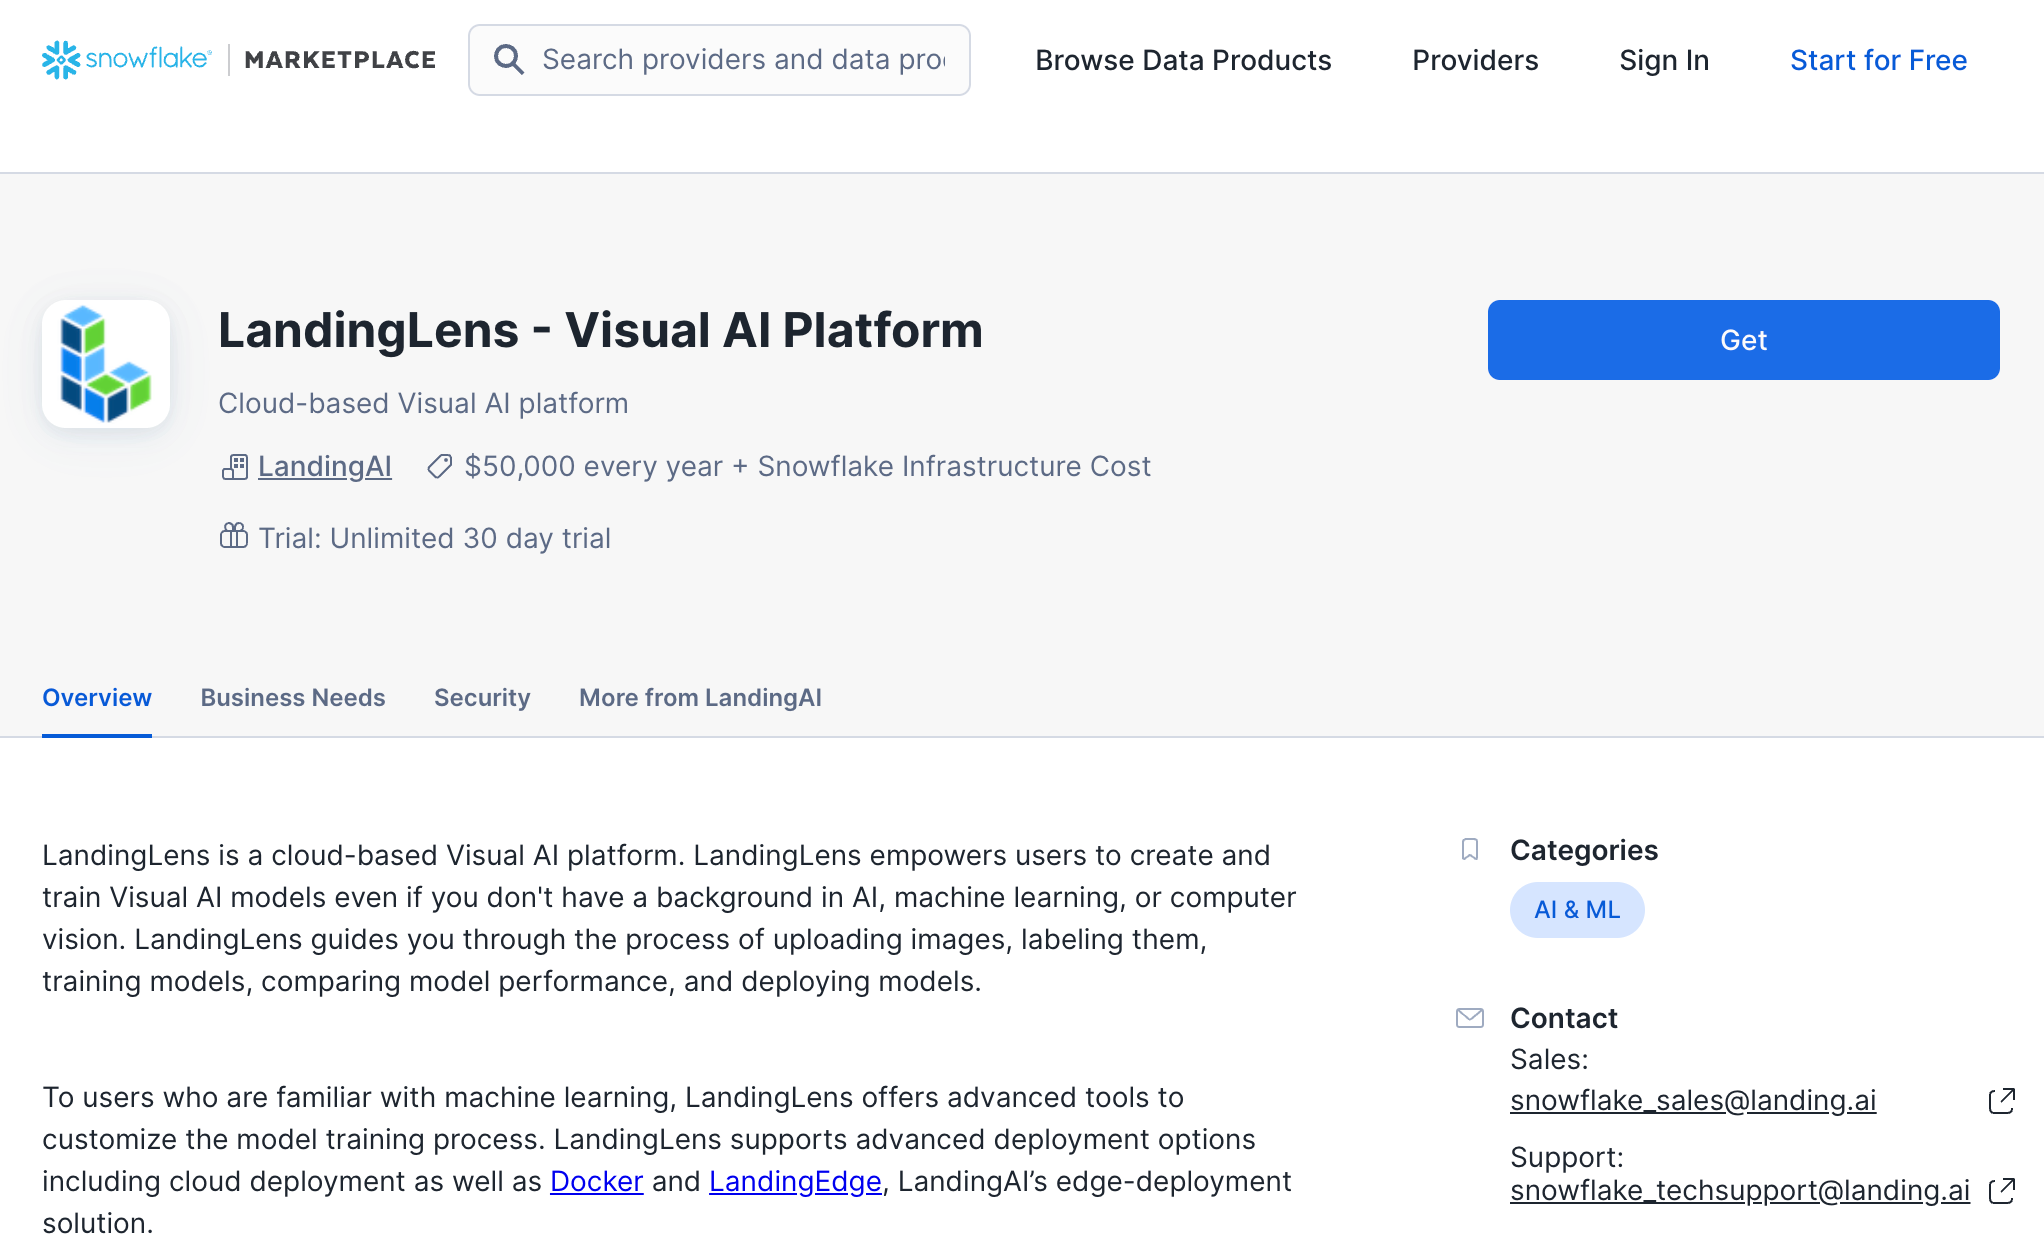 snowflake® MARKETPLACE
Search providers and data pro
Browse Data Products
Providers
Sign In
Start for Free
LandingLens - Visual AI Platform
Get
Cloud-based Visual AI platform
LandingAI $50,000 every year + Snowflake Infrastructure Cost
Trial: Unlimited 30 day trial
Overview
Business Needs
Security
More from LandingAI
LandingLens is a cloud-based Visual AI platform. LandingLens empowers users to create and
train Visual AI models even if you don't have a background in AI, machine learning, or computer
vision. LandingLens guides you through the process of uploading images, labeling them,
training models, comparing model performance, and deploying models.
To users who are familiar with machine learning, LandingLens offers advanced tools to
customize the model training process. LandingLens supports advanced deployment options
including cloud deployment as well as Docker and LandingEdge, LandingAI’s edge-deployment
solution.
Categories
AI & ML
Contact
Sales:
snowflake_sales@landing.ai
Support:
snowflake_techsupport@landing.ai